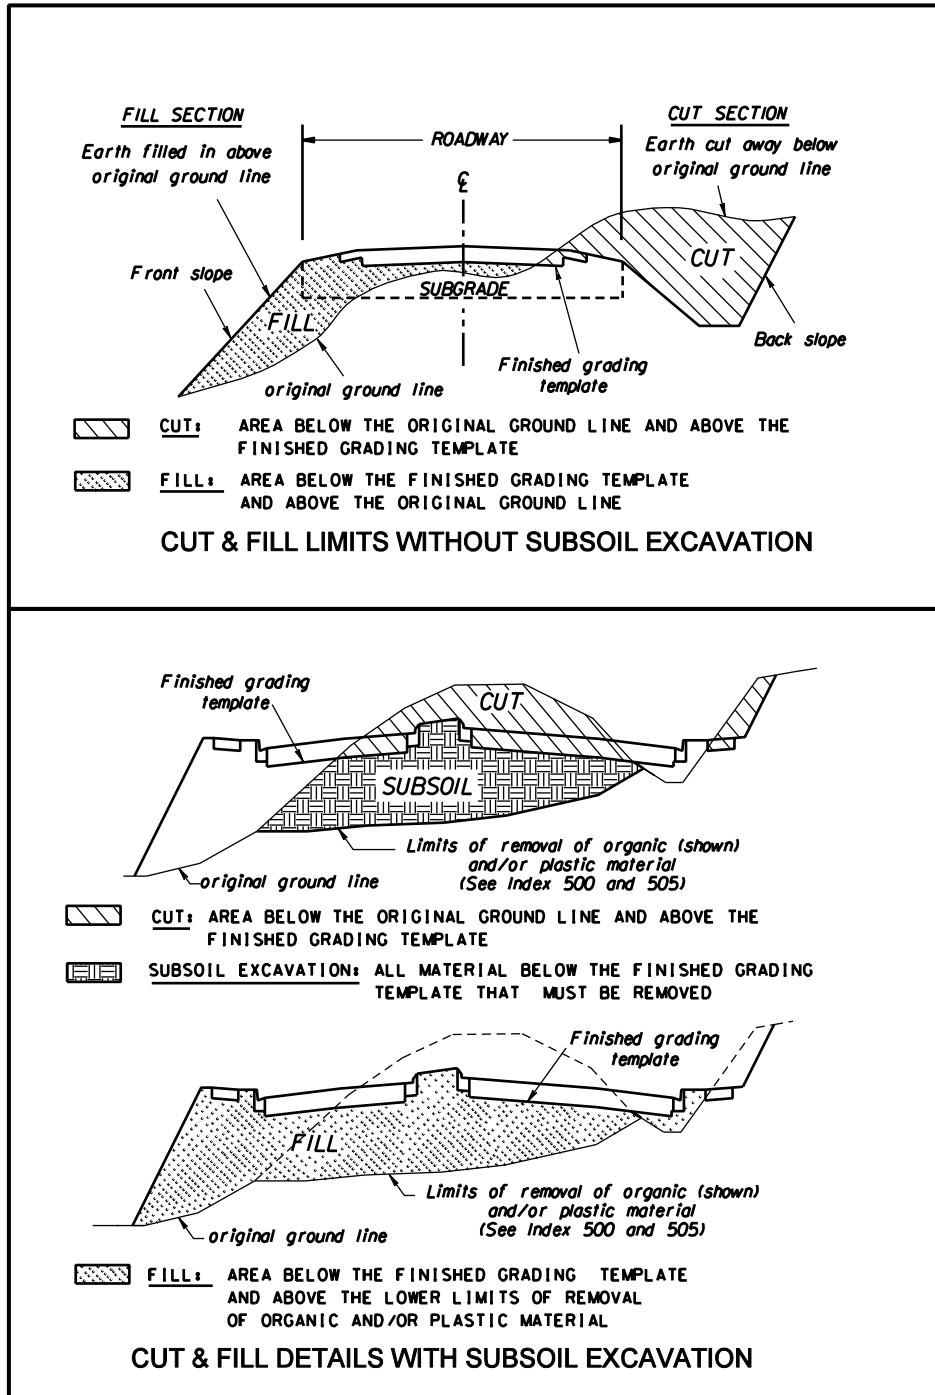 FILL SECTION
Earth filled in above
original ground line
ROADWAY
CUT SECTION
Earth cut away below
original ground line
℄
Front slope
CUT
SUBGRADE
FILL
Back slope
Finished grading
template
original ground line
CUT: AREA BELOW THE ORIGINAL GROUND LINE AND ABOVE THE
FINISHED GRADING TEMPLATE
FILL: AREA BELOW THE FINISHED GRADING TEMPLATE
AND ABOVE THE ORIGINAL GROUND LINE
CUT & FILL LIMITS WITHOUT SUBSOIL EXCAVATION
Finished grading
template
CUT
SUBSOIL
Limits of removal of organic (shown)
and/or plastic material
(See Index 500 and 505)
original ground line
CUT: AREA BELOW THE ORIGINAL GROUND LINE AND ABOVE THE
FINISHED GRADING TEMPLATE
SUBSOIL EXCAVATION: ALL MATERIAL BELOW THE FINISHED GRADING
TEMPLATE THAT MUST BE REMOVED
Finished grading
template
FILL
Limits of removal of organic (shown)
and/or plastic material
(See Index 500 and 505)
original ground line
FILL: AREA BELOW THE FINISHED GRADING TEMPLATE
AND ABOVE THE LOWER LIMITS OF REMOVAL
OF ORGANIC AND/OR PLASTIC MATERIAL
CUT & FILL DETAILS WITH SUBSOIL EXCAVATION